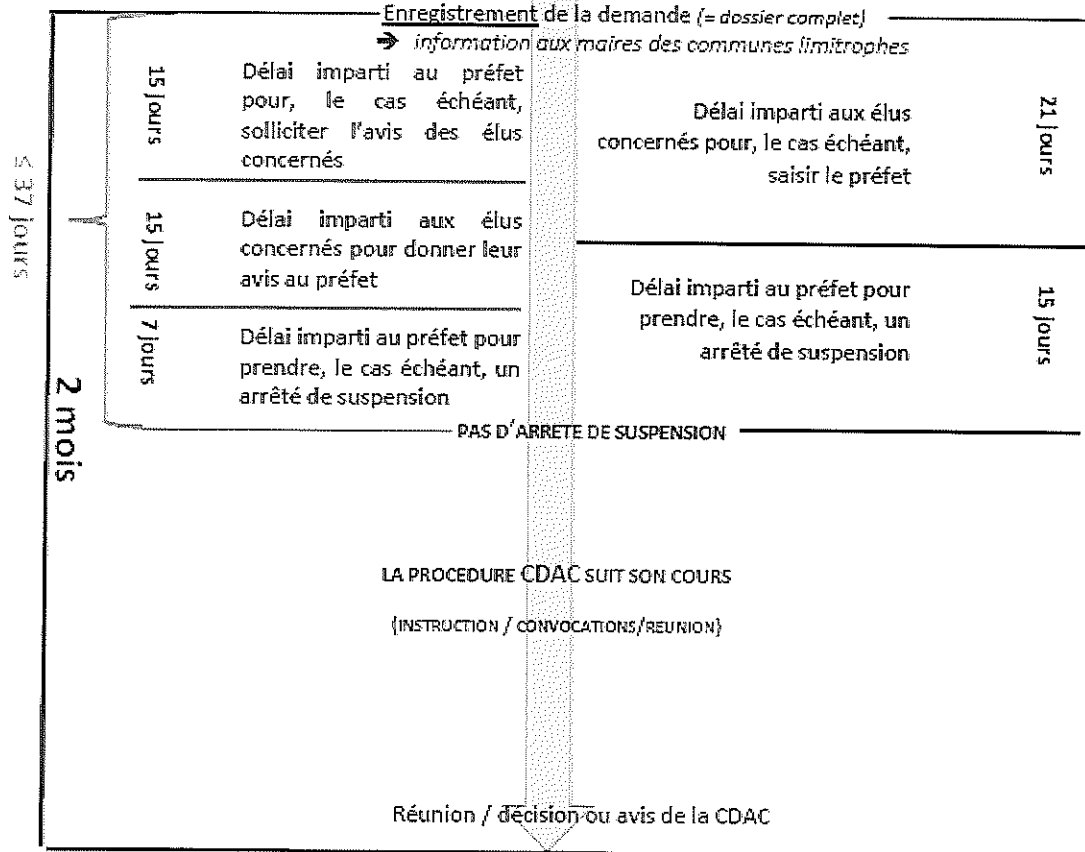 Enregistrement de la demande (= dossier complet)
➔ information aux maires des communes limitrophes
15 jours
Délai imparti au préfet
pour, le cas échéant,
solliciter l'avis des élus
concernés
15 jours
Délai imparti aux élus
concernés pour donner leur
avis au préfet
7 jours
Délai imparti au préfet pour
prendre, le cas échéant, un
arrêté de suspension
≤ 37 jours
2 mois
Délai imparti aux élus
concernés pour, le cas échéant,
saisir le préfet
21 jours
Délai imparti au préfet pour
prendre, le cas échéant, un
arrêté de suspension
15 jours
PAS D'ARRETE DE SUSPENSION
LA PROCEDURE CDAC SUIT SON COURS
(INSTRUCTION / CONVOCATIONS/REUNION)
Réunion / décision ou avis de la CDAC